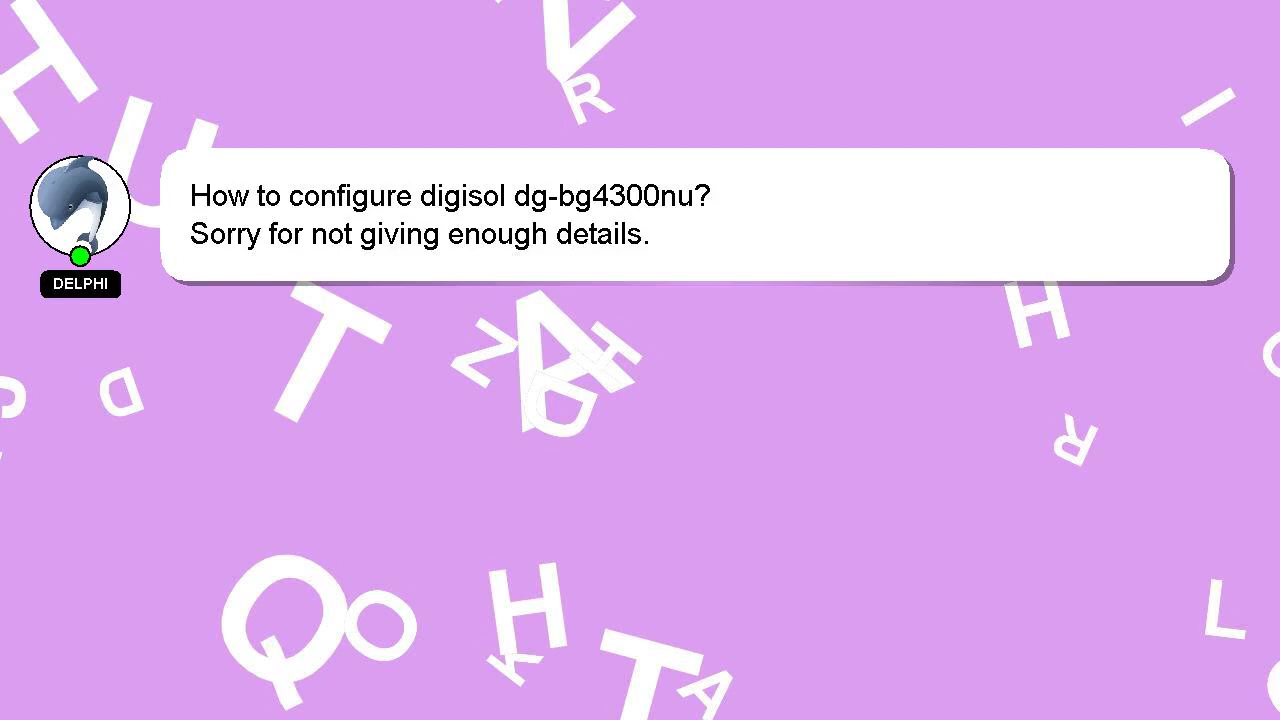 How to configure digisol dg-bg4300nu?
Sorry for not giving enough details.
DELPHI
H
U
V
R
I
T
Z
A
H
D
H
R
D
Q
O
H
K
T
A
L